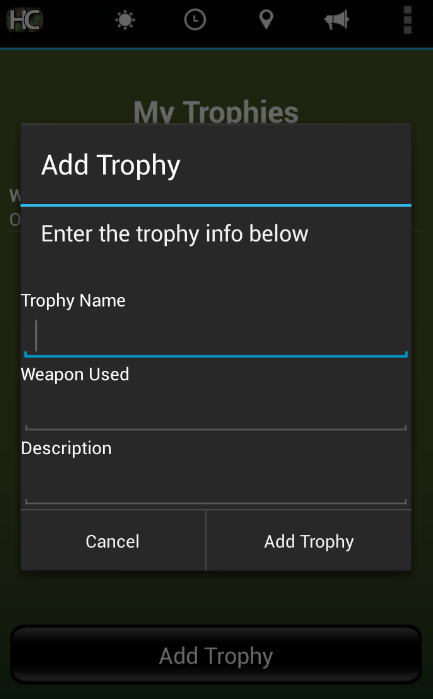 HC
My Trophies
W
O
Add Trophy
Enter the trophy info below
Trophy Name
Weapon Used
Description
Cancel
Add Trophy
Add Trophy